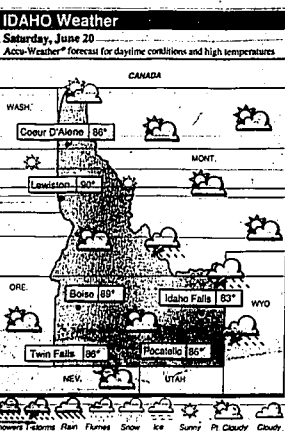 IDAHO Weather
Saturday, June 20
Accu-Weather® forecast for daytime conditions and high temperatures
CANADA
WASH.
Coeur D'Alene 86°
MONT.
Lewiston 90°
ORE.
Boise 89°
Idaho Falls 83°
WYO
Twin Falls 86°
Pocatello 86°
NEV.
UTAH
Showers T-storms Rain Flurries Snow Ice Sunny Pt. Cloudy Cloudy